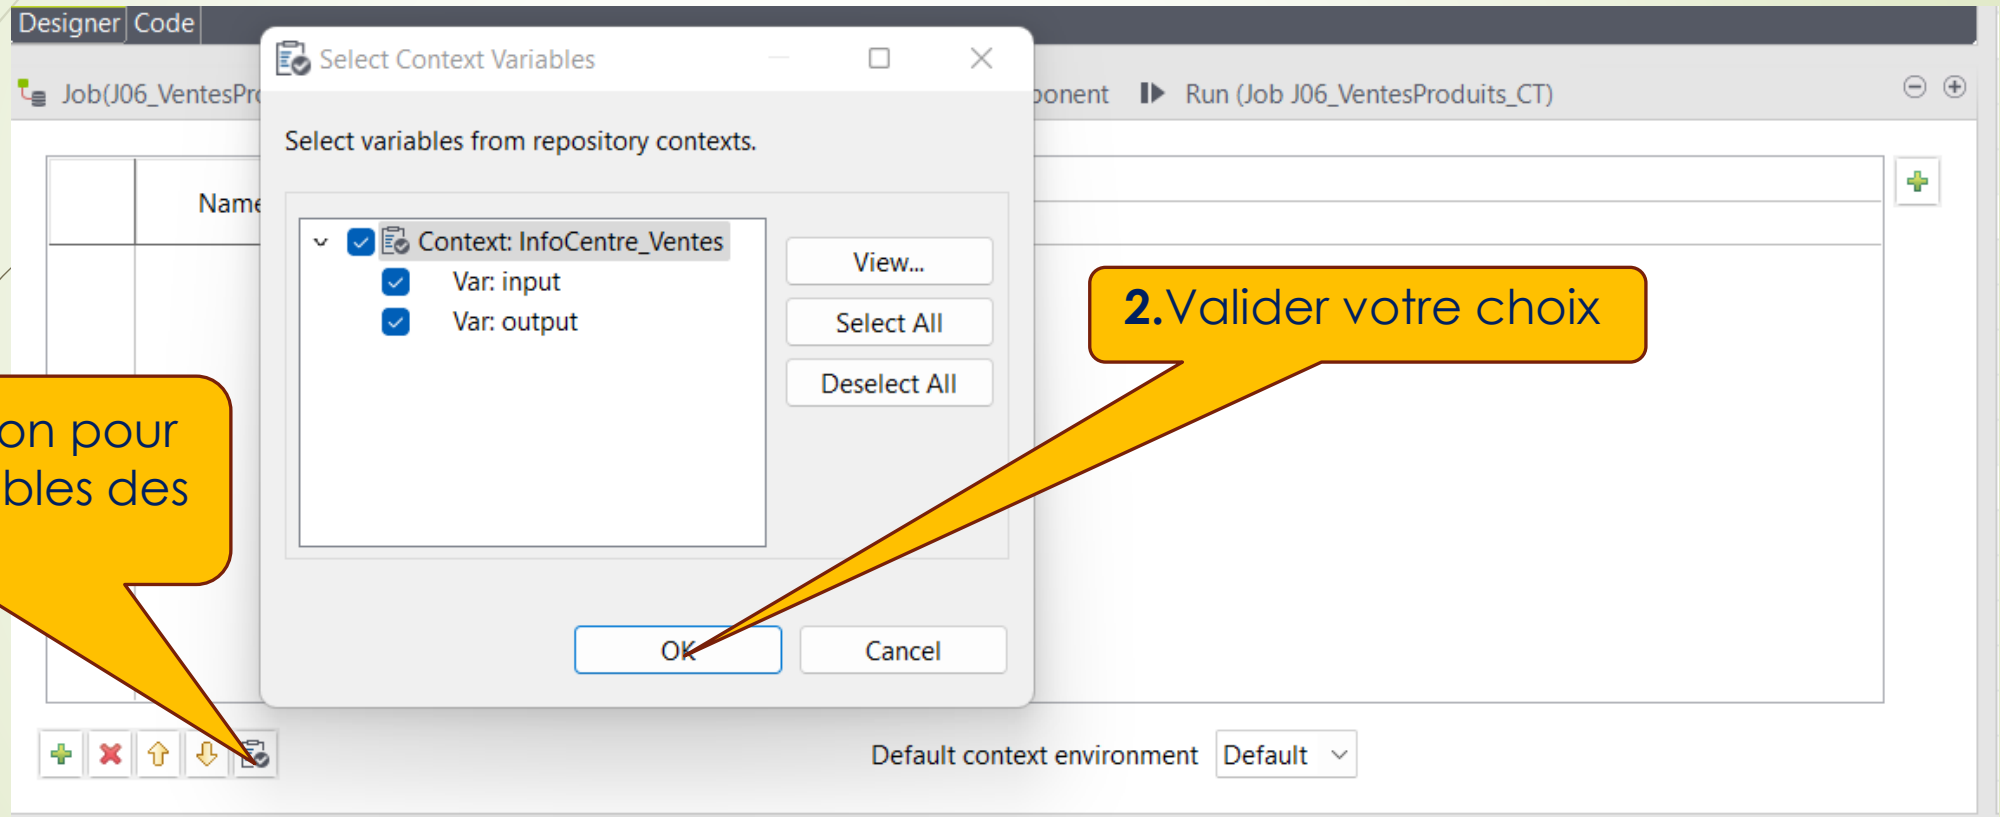 Designer Code
Select Context Variables
Job(J06_VentesPro
ponent Run (Job J06_VentesProduits_CT)
Select variables from repository contexts.
Name
Context: InfoCentre_Ventes
Var: input
Var: output
View...
Select All
Deselect All
2.Valider votre choix
on pour
bles des
OK
Cancel
Default context environment Default